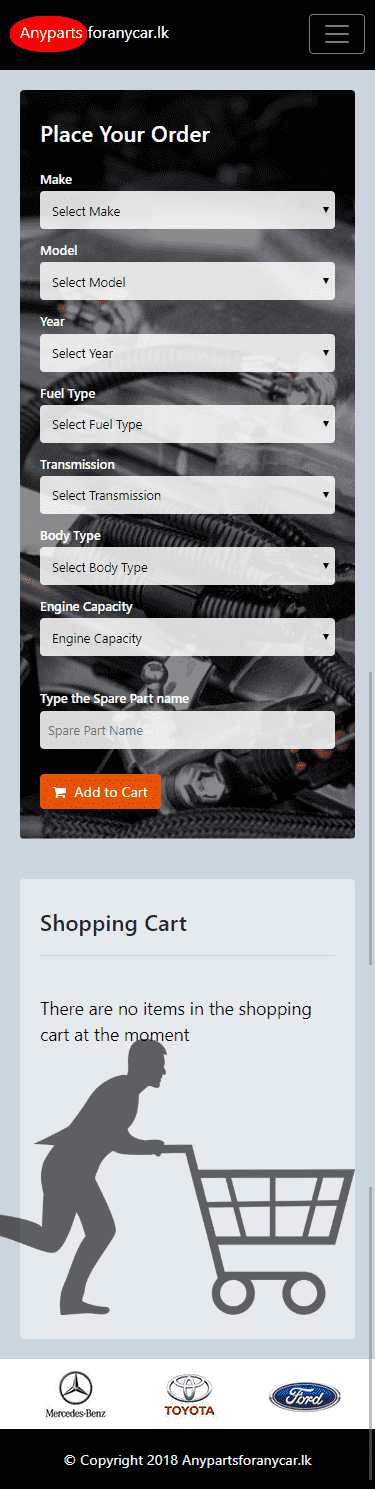 Anyparts foranycar.lk
Place Your Order
Make
Select Make
Model
Select Model
Year
Select Year
Fuel Type
Select Fuel Type
Transmission
Select Transmission
Body Type
Select Body Type
Engine Capacity
Engine Capacity
Type the Spare Part name
Spare Part Name
Add to Cart
Shopping Cart
There are no items in the shopping
cart at the moment
Mercedes-Benz
TOYOTA
Ford
© Copyright 2018 Anypartsforanycar.lk